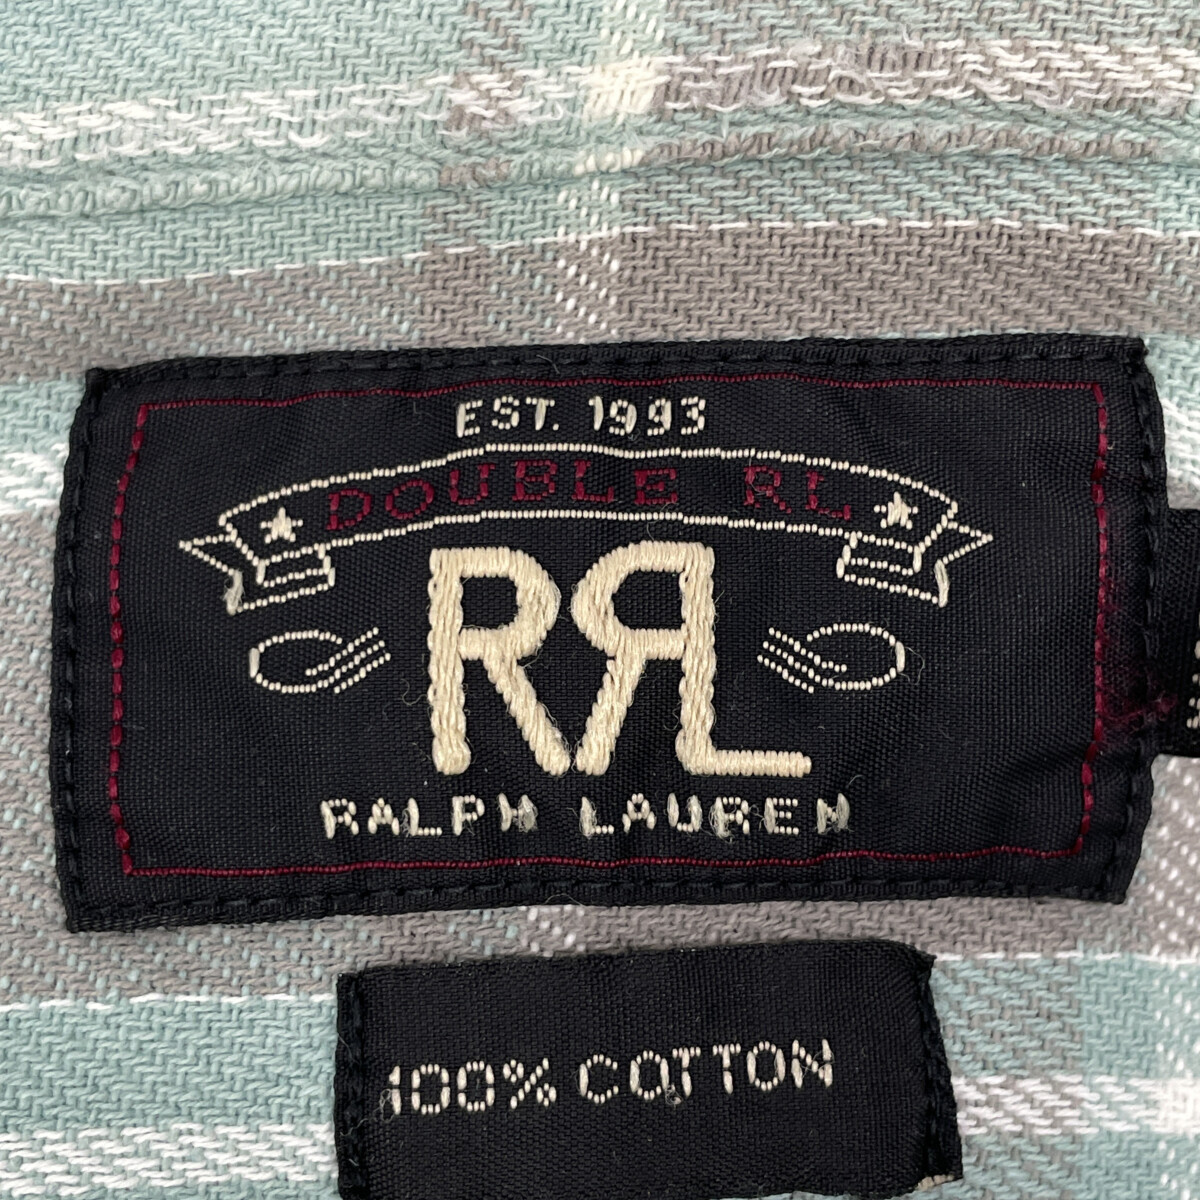 EST. 1993
DOUBLE RL
RRL
RALPH LAUREN
100% COTTON